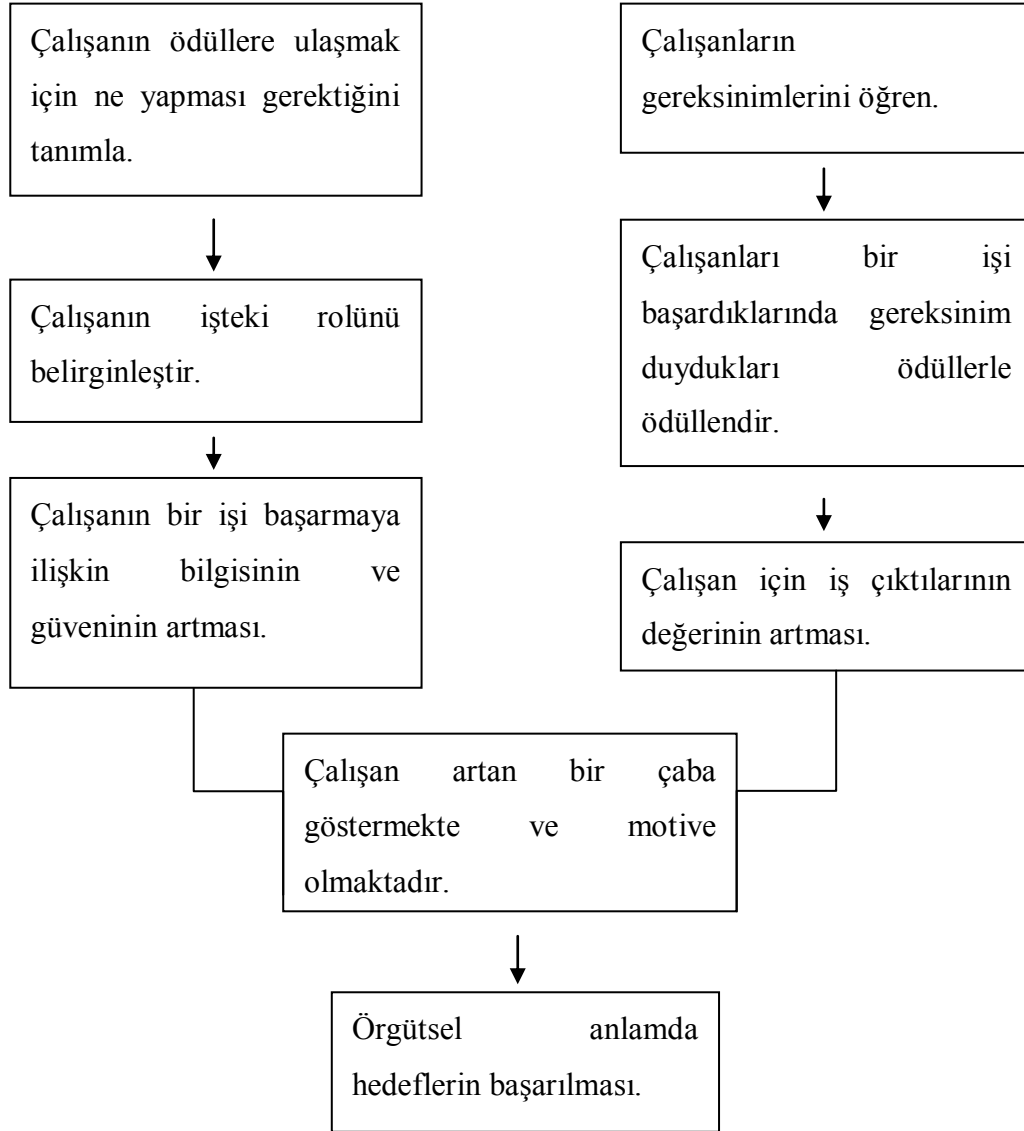 Çalışanın ödüllere ulaşmak
için ne yapması gerektiğini
tanımla.
Çalışanın işteki rolünü
belirginleştir.
Çalışanın bir işi başarmaya
ilişkin bilgisinin ve
güveninin artması.
Çalışanların
gereksinimlerini öğren.
Çalışanları bir işi
başardıklarında gereksinim
duydukları ödüllerle
ödüllendir.
Çalışan için iş çıktılarının
değerinin artması.
Çalışan artan bir çaba
göstermekte ve motive
olmaktadır.
Örgütsel anlamda
hedeflerin başarılması.